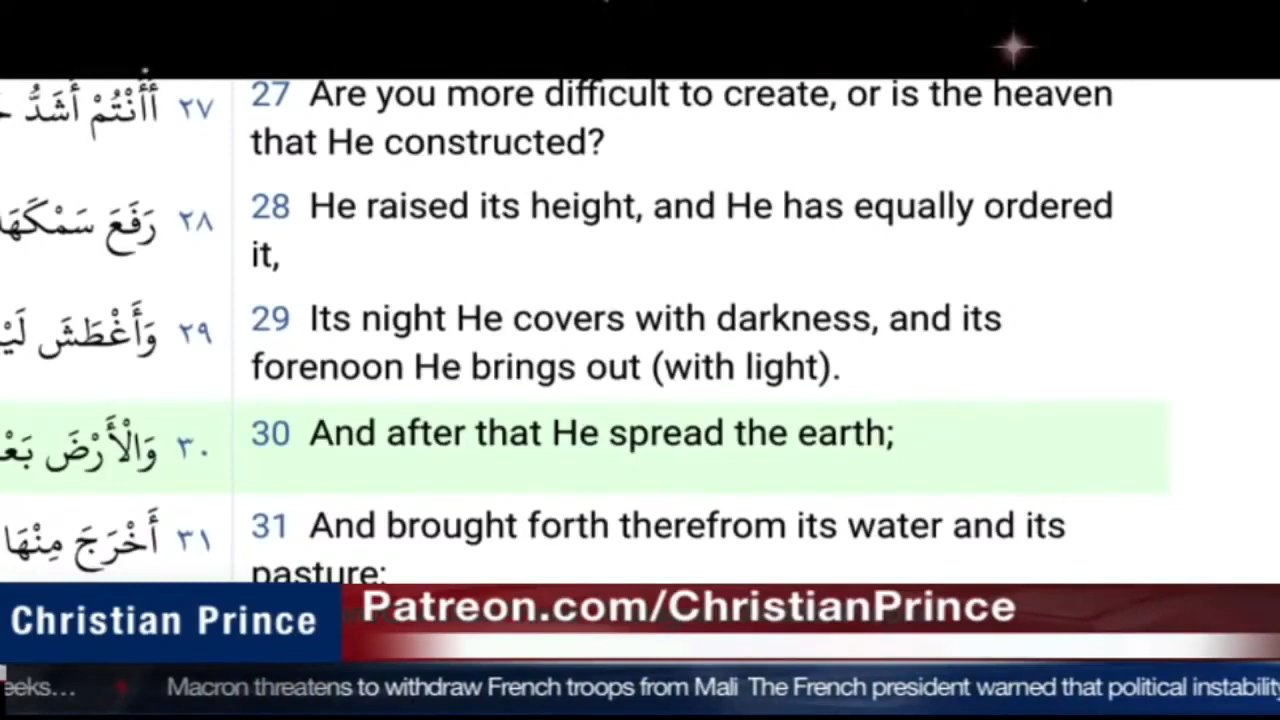 27 Are you more difficult to create, or is the heaven
that He constructed?
٢٧ أَأَنْتُمْ أَشَدُّ
28 He raised its height, and He has equally ordered
it,
٢٨ رَفَعَ سَمْكَهَا
29 Its night He covers with darkness, and its
forenoon He brings out (with light).
٢٩ وَأَغْطَشَ
30 And after that He spread the earth;
٣٠ وَالْأَرْضَ
31 And brought forth therefrom its water and its
pasture;
٣١ أَخْرَجَ مِنْهَا
Christian Prince
Patreon.com/ChristianPrince
eeks... Macron threatens to withdraw French troops from Mali The French president warned that political instability